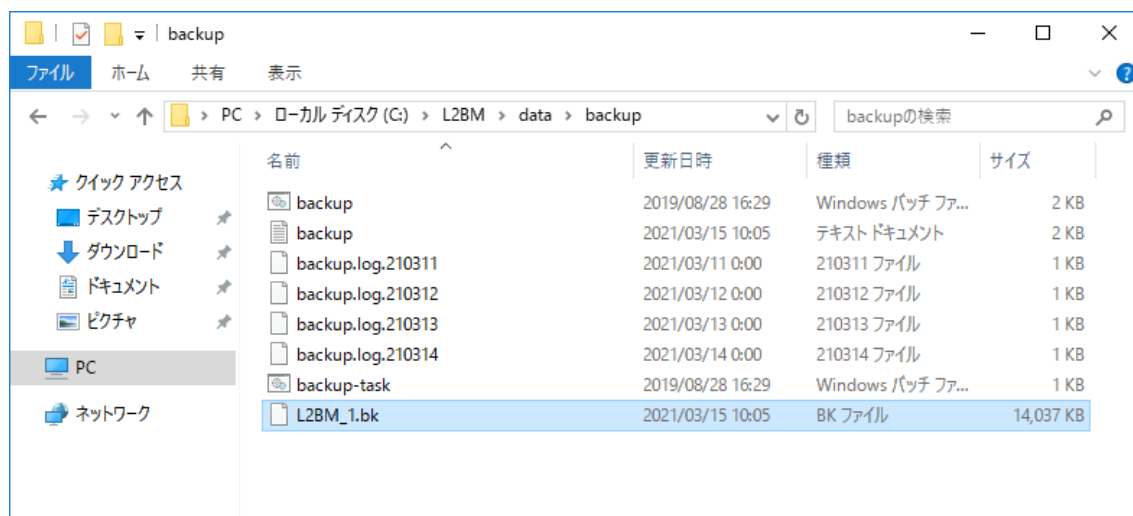 backup
ファイル ホーム 共有 表示
PC > ローカル ディスク (C:) > L2BM > data > backup backupの検索
名前 更新日時 種類 サイズ
クイック アクセス
デスクトップ
ダウンロード
ドキュメント
ピクチャ
PC
ネットワーク
backup 2019/08/28 16:29 Windows バッチ ファ... 2 KB
backup 2021/03/15 10:05 テキスト ドキュメント 2 KB
backup.log.210311 2021/03/11 0:00 210311 ファイル 1 KB
backup.log.210312 2021/03/12 0:00 210312 ファイル 1 KB
backup.log.210313 2021/03/13 0:00 210313 ファイル 1 KB
backup.log.210314 2021/03/14 0:00 210314 ファイル 1 KB
backup-task 2019/08/28 16:29 Windows バッチ ファ... 1 KB
L2BM_1.bk 2021/03/15 10:05 BK ファイル 14,037 KB